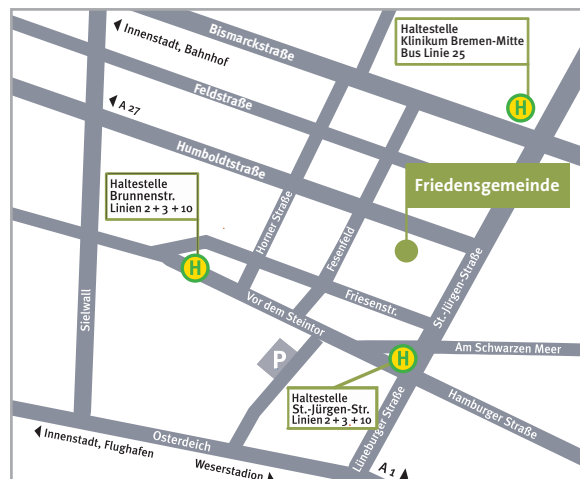 Innenstadt, Bahnhof
Bismarckstraße
Haltestelle
Klinikum Bremen-Mitte
Bus Linie 25
H
A 27
Feldstraße
Humboldtstraße
Haltestelle
Brunnenstr.
Linien 2 + 3 + 10
Friedensgemeinde
Horner Straße
Fesenfeld
St.-Jürgen-Straße
H
Friesenstr.
Sielwall
Vor dem Steintor
P
H
Am Schwarzen Meer
Haltestelle
St.-Jürgen-Str.
Linien 2 + 3 + 10
Hamburger Straße
Lüneburger Straße
Osterdeich
Innenstadt, Flughafen
Weserstadion
A 1